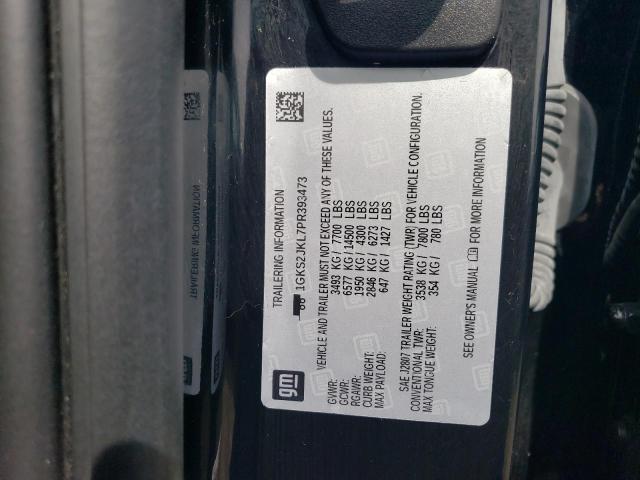 TRAILERING INFORMATION
1GKS2JKL7PR393473
VEHICLE AND TRAILER MUST NOT EXCEED ANY OF THESE VALUES.
GVWR: 3493 KG / 7700 LBS
GCWR: 6577 KG / 14500 LBS
RGAWR: 1950 KG / 4300 LBS
CURB WEIGHT: 2846 KG / 6273 LBS
MAX PAYLOAD: 647 KG / 1427 LBS
SAE J2807 TRAILER WEIGHT RATING (TWR) FOR VEHICLE CONFIGURATION.
CONVENTIONAL TWR: 3538 KG / 7800 LBS
MAX TONGUE WEIGHT: 354 KG / 780 LBS
SEE OWNER'S MANUAL FOR MORE INFORMATION
gm